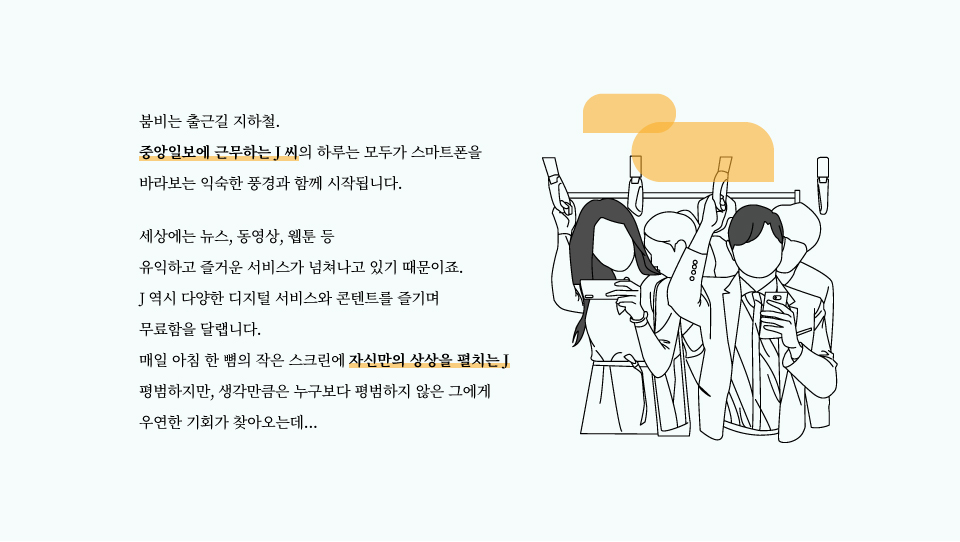 붐비는 출근길 지하철.
중앙일보에 근무하는 J 씨의 하루는 모두가 스마트폰을
바라보는 익숙한 풍경과 함께 시작됩니다.
세상에는 뉴스, 동영상, 웹툰 등
유익하고 즐거운 서비스가 넘쳐나고 있기 때문이죠.
J 역시 다양한 디지털 서비스와 콘텐트를 즐기며
무료함을 달랩니다.
매일 아침 한 뼘의 작은 스크린에 자신만의 상상을 펼치는 J
평범하지만, 생각만큼은 누구보다 평범하지 않은 그에게
우연한 기회가 찾아오는데...